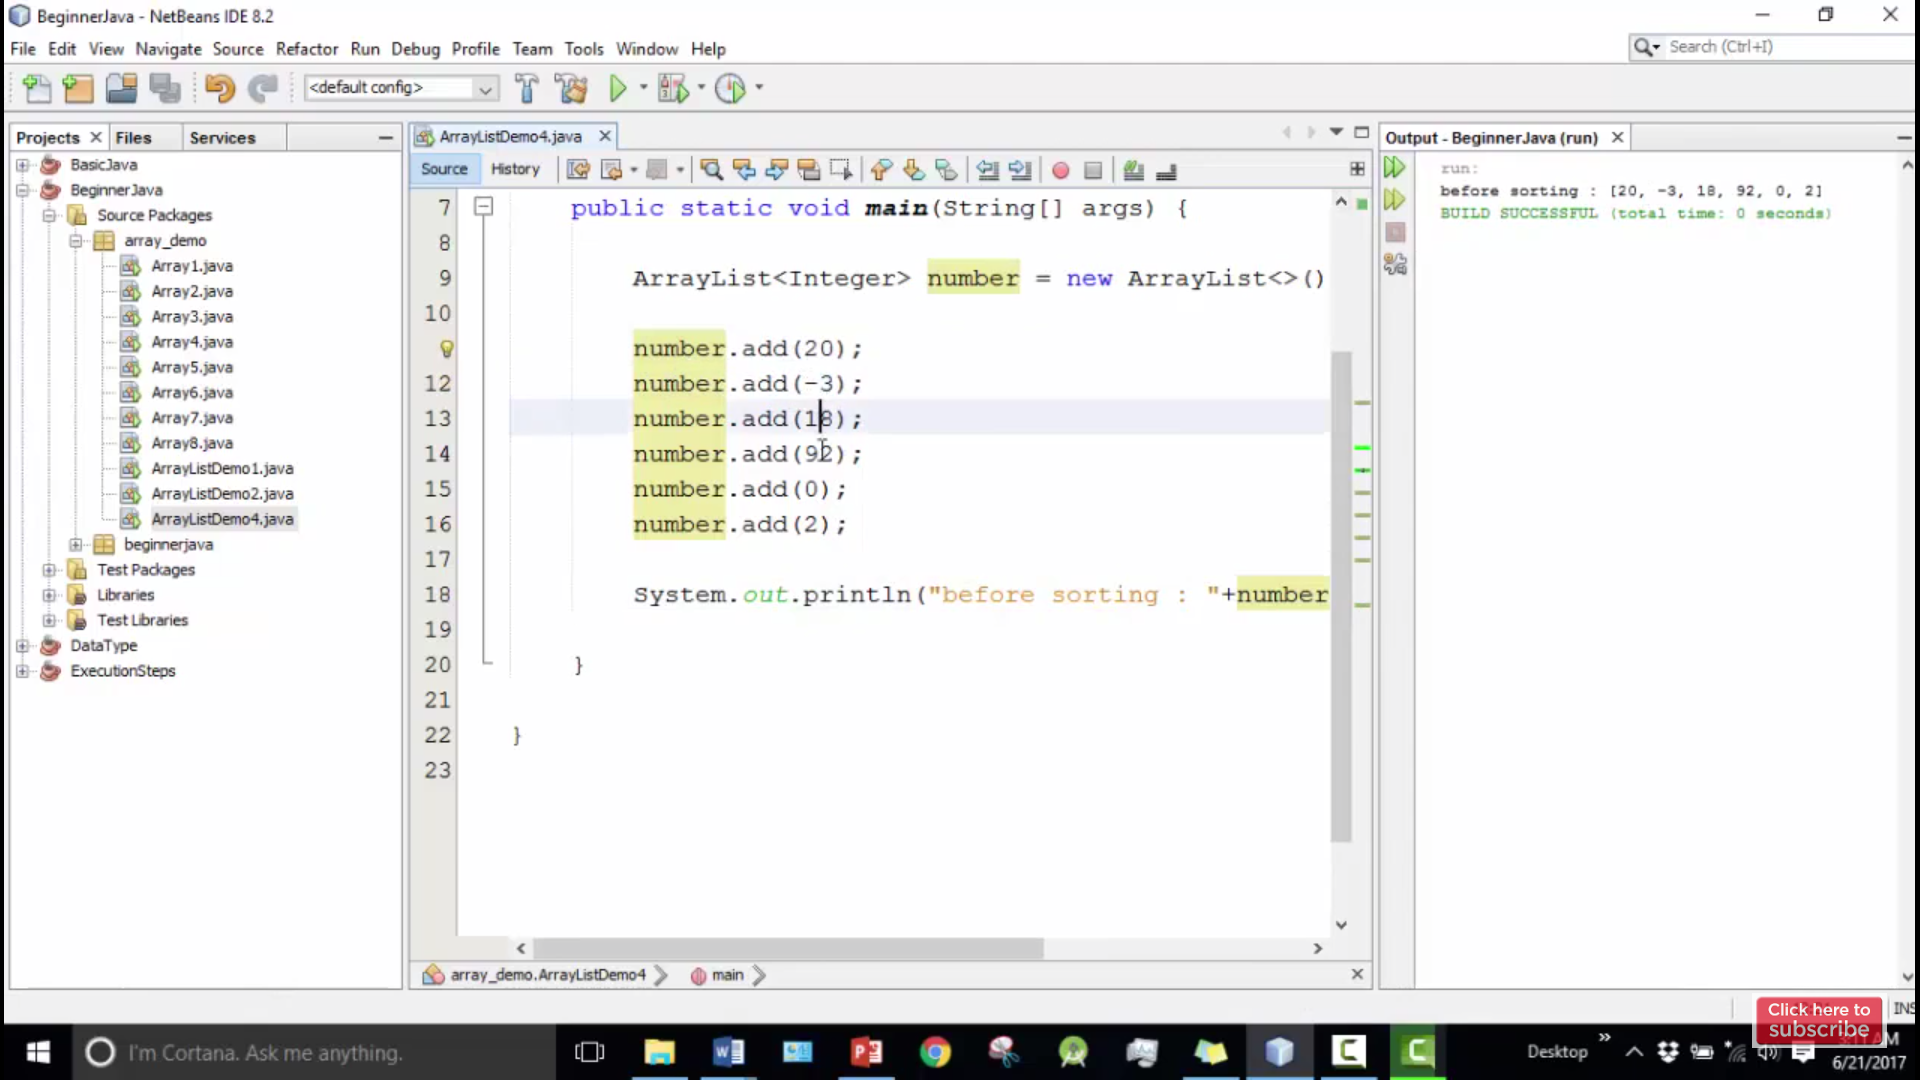 BeginnerJava - NetBeans IDE 8.2
File Edit View Navigate Source Refactor Run Debug Profile Team Tools Window Help
Search (Ctrl+I)
<default config>
Projects Files Services
BasicJava
BeginnerJava
Source Packages
array_demo
Array1.java
Array2.java
Array3.java
Array4.java
Array5.java
Array6.java
Array7.java
Array8.java
ArrayListDemo1.java
ArrayListDemo2.java
ArrayListDemo4.java
beginnerjava
Test Packages
Libraries
Test Libraries
DataType
ExecutionSteps
ArrayListDemo4.java
Source History
7 public static void main(String[] args) {
8
9 ArrayList<Integer> number = new ArrayList<>()
10
number.add(20);
12 number.add(-3);
13 number.add(18);
14 number.add(92);
15 number.add(0);
16 number.add(2);
17
18 System.out.println("before sorting : "+number
19
20 }
21
22 }
23
array_demo.ArrayListDemo4 main
Output - BeginnerJava (run)
run:
before sorting : [20, -3, 18, 92, 0, 2]
BUILD SUCCESSFUL (total time: 0 seconds)
INS
Click here to
subscribe
I'm Cortana. Ask me anything.
Desktop
6/21/2017